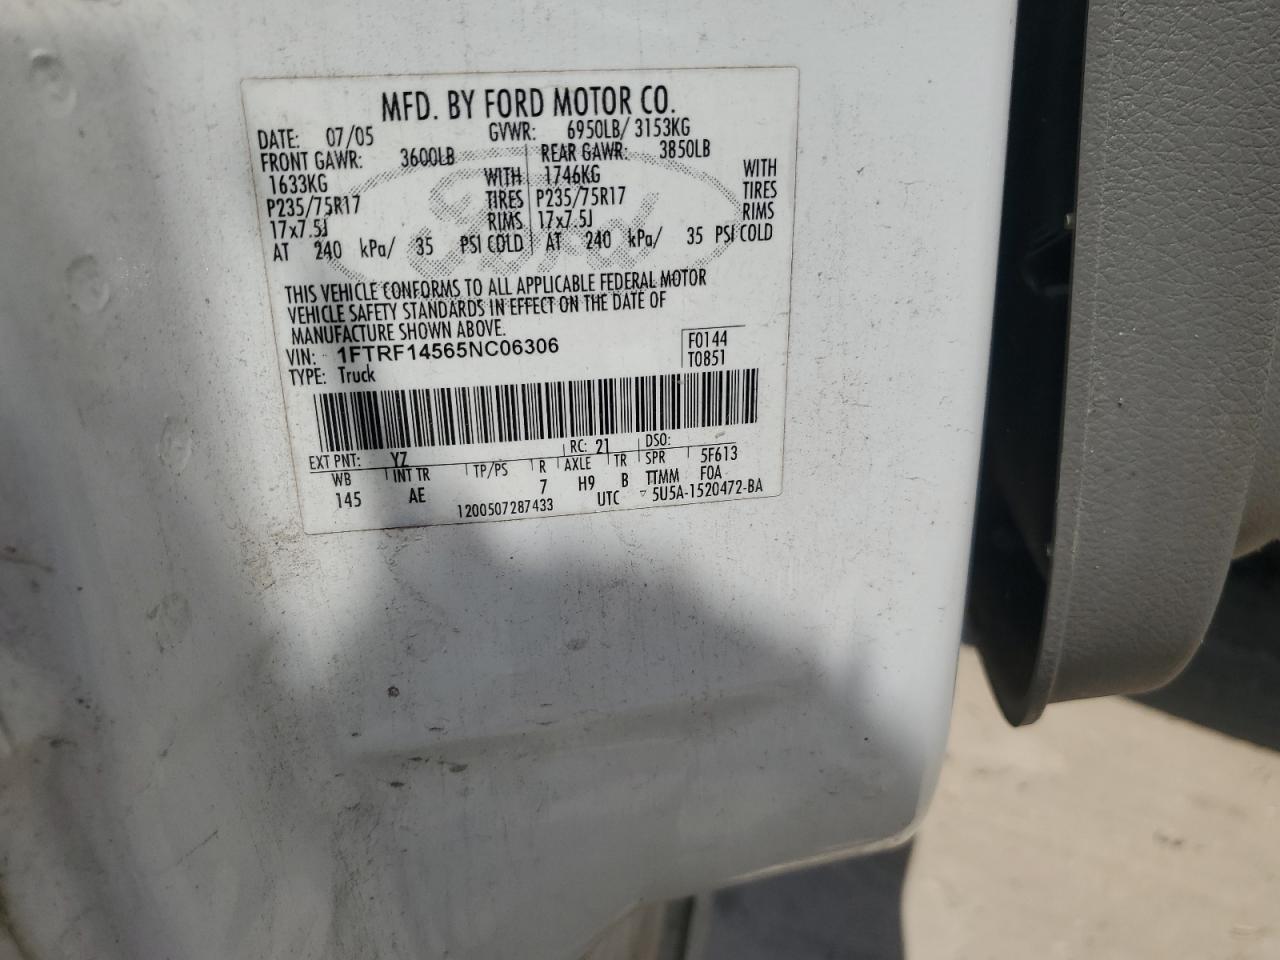 MFD. BY FORD MOTOR CO.
DATE: 07/05 GVWR: 6950LB/ 3153KG
FRONT GAWR: 3600LB REAR GAWR: 3850LB
1633KG WITH 1746KG WITH
P235/75R17 TIRES P235/75R17 TIRES
17x7.5J RIMS 17x7.5J RIMS
AT 240 kPa/ 35 PSI COLD AT 240 kPa/ 35 PSI COLD
THIS VEHICLE CONFORMS TO ALL APPLICABLE FEDERAL MOTOR
VEHICLE SAFETY STANDARDS IN EFFECT ON THE DATE OF
MANUFACTURE SHOWN ABOVE.
VIN: 1FTRF14565NC06306 F0144
TYPE: Truck T0851
EXT PNT: YZ RC: 21 DSO:
WB INT TR TP/PS R AXLE TR SPR 5F613
145 AE 7 H9 B TTMM FOA
1200507287433 UTC ▽ 5U5A-1520472-BA
Ford